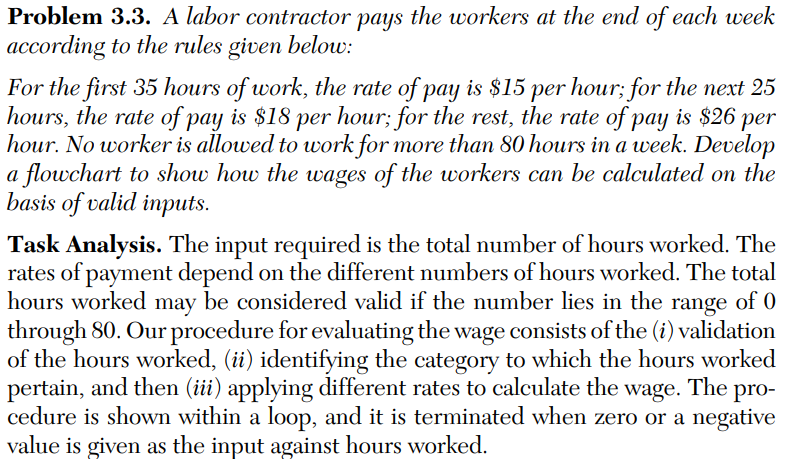 Problem 3.3. A labor contractor pays the workers at the end of each week
according to the rules given below:
For the first 35 hours of work, the rate of pay is $15 per hour; for the next 25
hours, the rate of pay is $18 per hour; for the rest, the rate of pay is $26 per
hour. No worker is allowed to work for more than 80 hours in a week. Develop
a flowchart to show how the wages of the workers can be calculated on the
basis of valid inputs.
Task Analysis. The input required is the total number of hours worked. The
rates of payment depend on the different numbers of hours worked. The total
hours worked may be considered valid if the number lies in the range of 0
through 80. Our procedure for evaluating the wage consists of the (i) validation
of the hours worked, (ii) identifying the category to which the hours worked
pertain, and then (iii) applying different rates to calculate the wage. The pro-
cedure is shown within a loop, and it is terminated when zero or a negative
value is given as the input against hours worked.